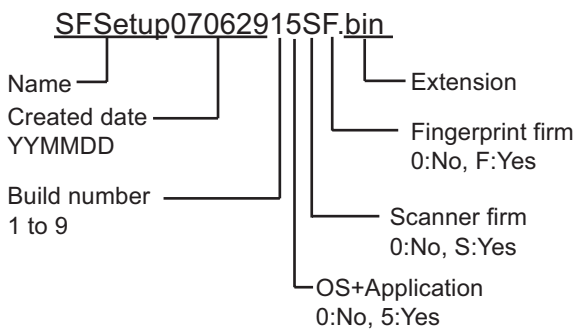 SFSetup07062915SF.bin
Name
Created date
YYMMDD
Build number
1 to 9
Extension
Fingerprint firm
0:No, F:Yes
Scanner firm
0:No, S:Yes
OS+Application
0:No, 5:Yes